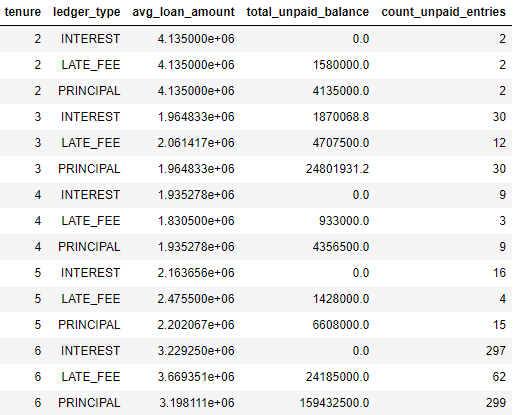 tenure ledger_type avg_loan_amount total_unpaid_balance count_unpaid_entries
2 INTEREST 4.135000e+06 0.0 2
2 LATE_FEE 4.135000e+06 1580000.0 2
2 PRINCIPAL 4.135000e+06 4135000.0 2
3 INTEREST 1.964833e+06 1870068.8 30
3 LATE_FEE 2.061417e+06 4707500.0 12
3 PRINCIPAL 1.964833e+06 24801931.2 30
4 INTEREST 1.935278e+06 0.0 9
4 LATE_FEE 1.830500e+06 933000.0 3
4 PRINCIPAL 1.935278e+06 4356500.0 9
5 INTEREST 2.163656e+06 0.0 16
5 LATE_FEE 2.475500e+06 1428000.0 4
5 PRINCIPAL 2.202067e+06 6608000.0 15
6 INTEREST 3.229250e+06 0.0 297
6 LATE_FEE 3.669351e+06 24185000.0 62
6 PRINCIPAL 3.198111e+06 159432500.0 299